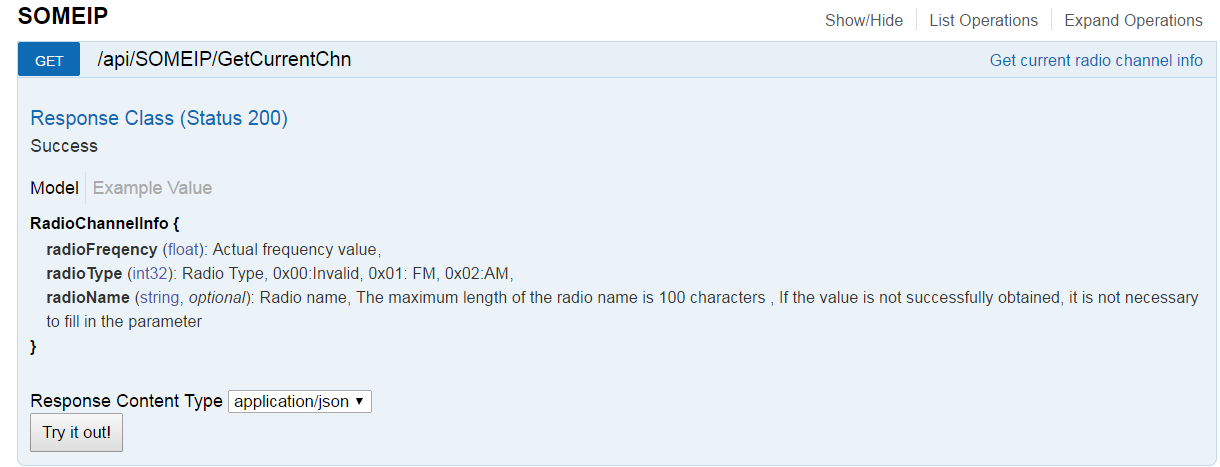 SOMEIP
Show/Hide List Operations Expand Operations
GET /api/SOMEIP/GetCurrentChn Get current radio channel info
Response Class (Status 200)
Success
Model Example Value
RadioChannelInfo {
radioFreqency (float): Actual frequency value,
radioType (int32): Radio Type, 0x00:Invalid, 0x01: FM, 0x02:AM,
radioName (string, optional): Radio name, The maximum length of the radio name is 100 characters , If the value is not successfully obtained, it is not necessary
to fill in the parameter
}
Response Content Type application/json
Try it out!